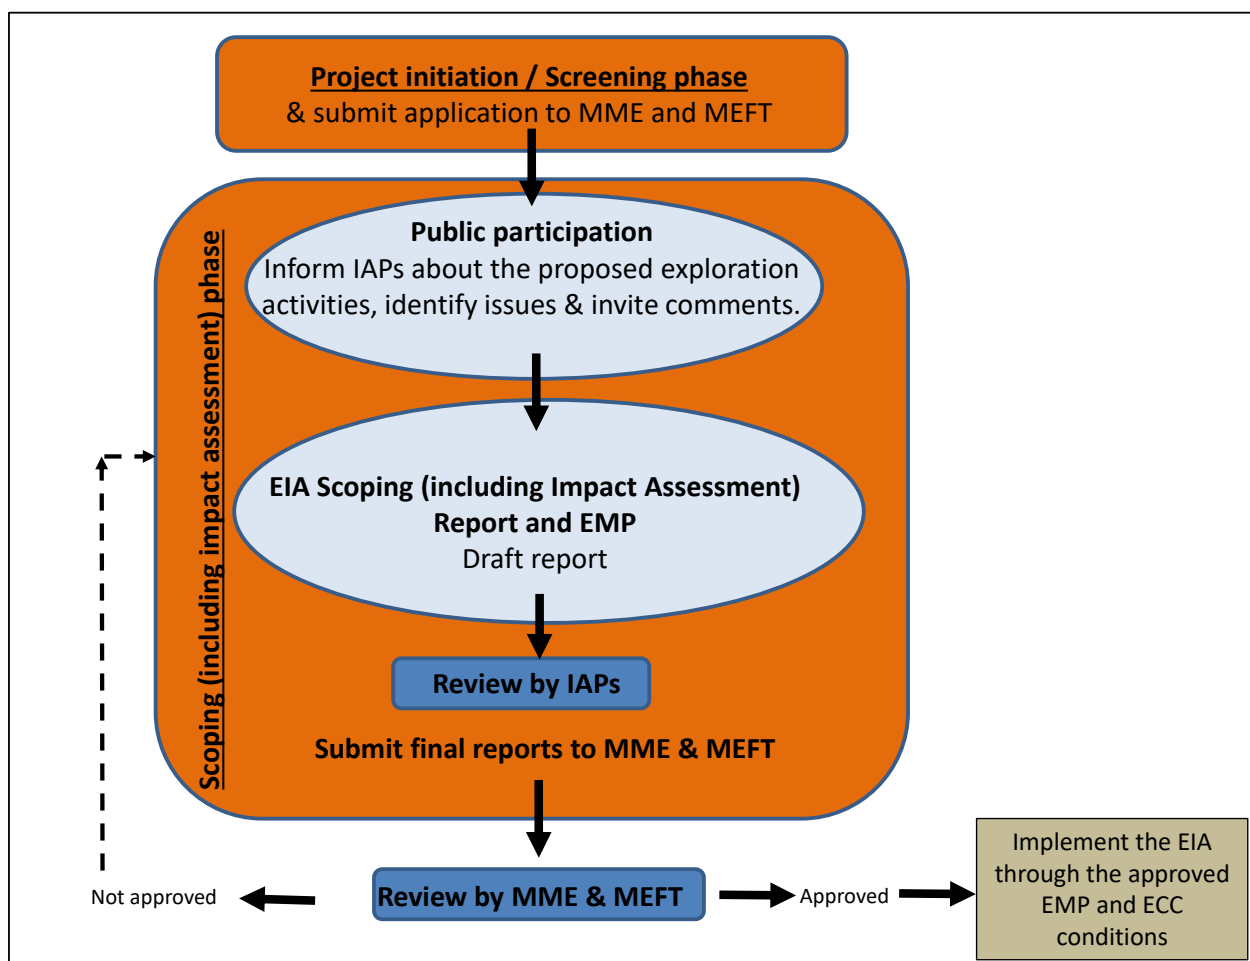 Project initiation / Screening phase
& submit application to MME and MEFT
Scoping (including impact assessment) phase
Public participation
Inform IAPs about the proposed exploration
activities, identify issues & invite comments.
EIA Scoping (including Impact Assessment)
Report and EMP
Draft report
Review by IAPs
Submit final reports to MME & MEFT
Not approved
Review by MME & MEFT
Approved
Implement the EIA
through the approved
EMP and ECC
conditions